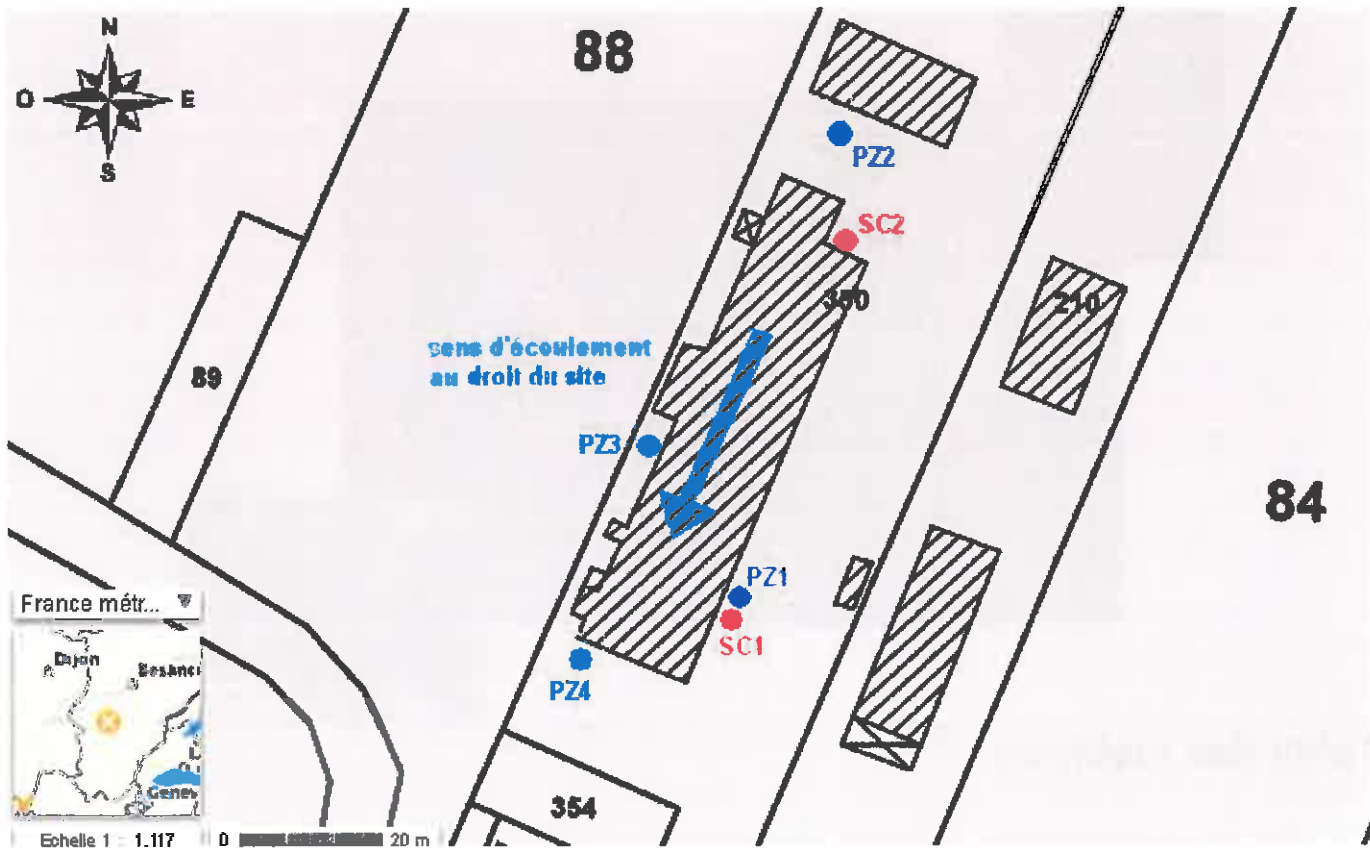 N
88
O
E
S
PZ2
SC2
210
sens d'écoulement
au droit du site
89
PZ3
84
PZ1
SC1
PZ4
France métr...
Dijon
Besanc
Genev
354
Echelle 1 : 1.117
0
20 m